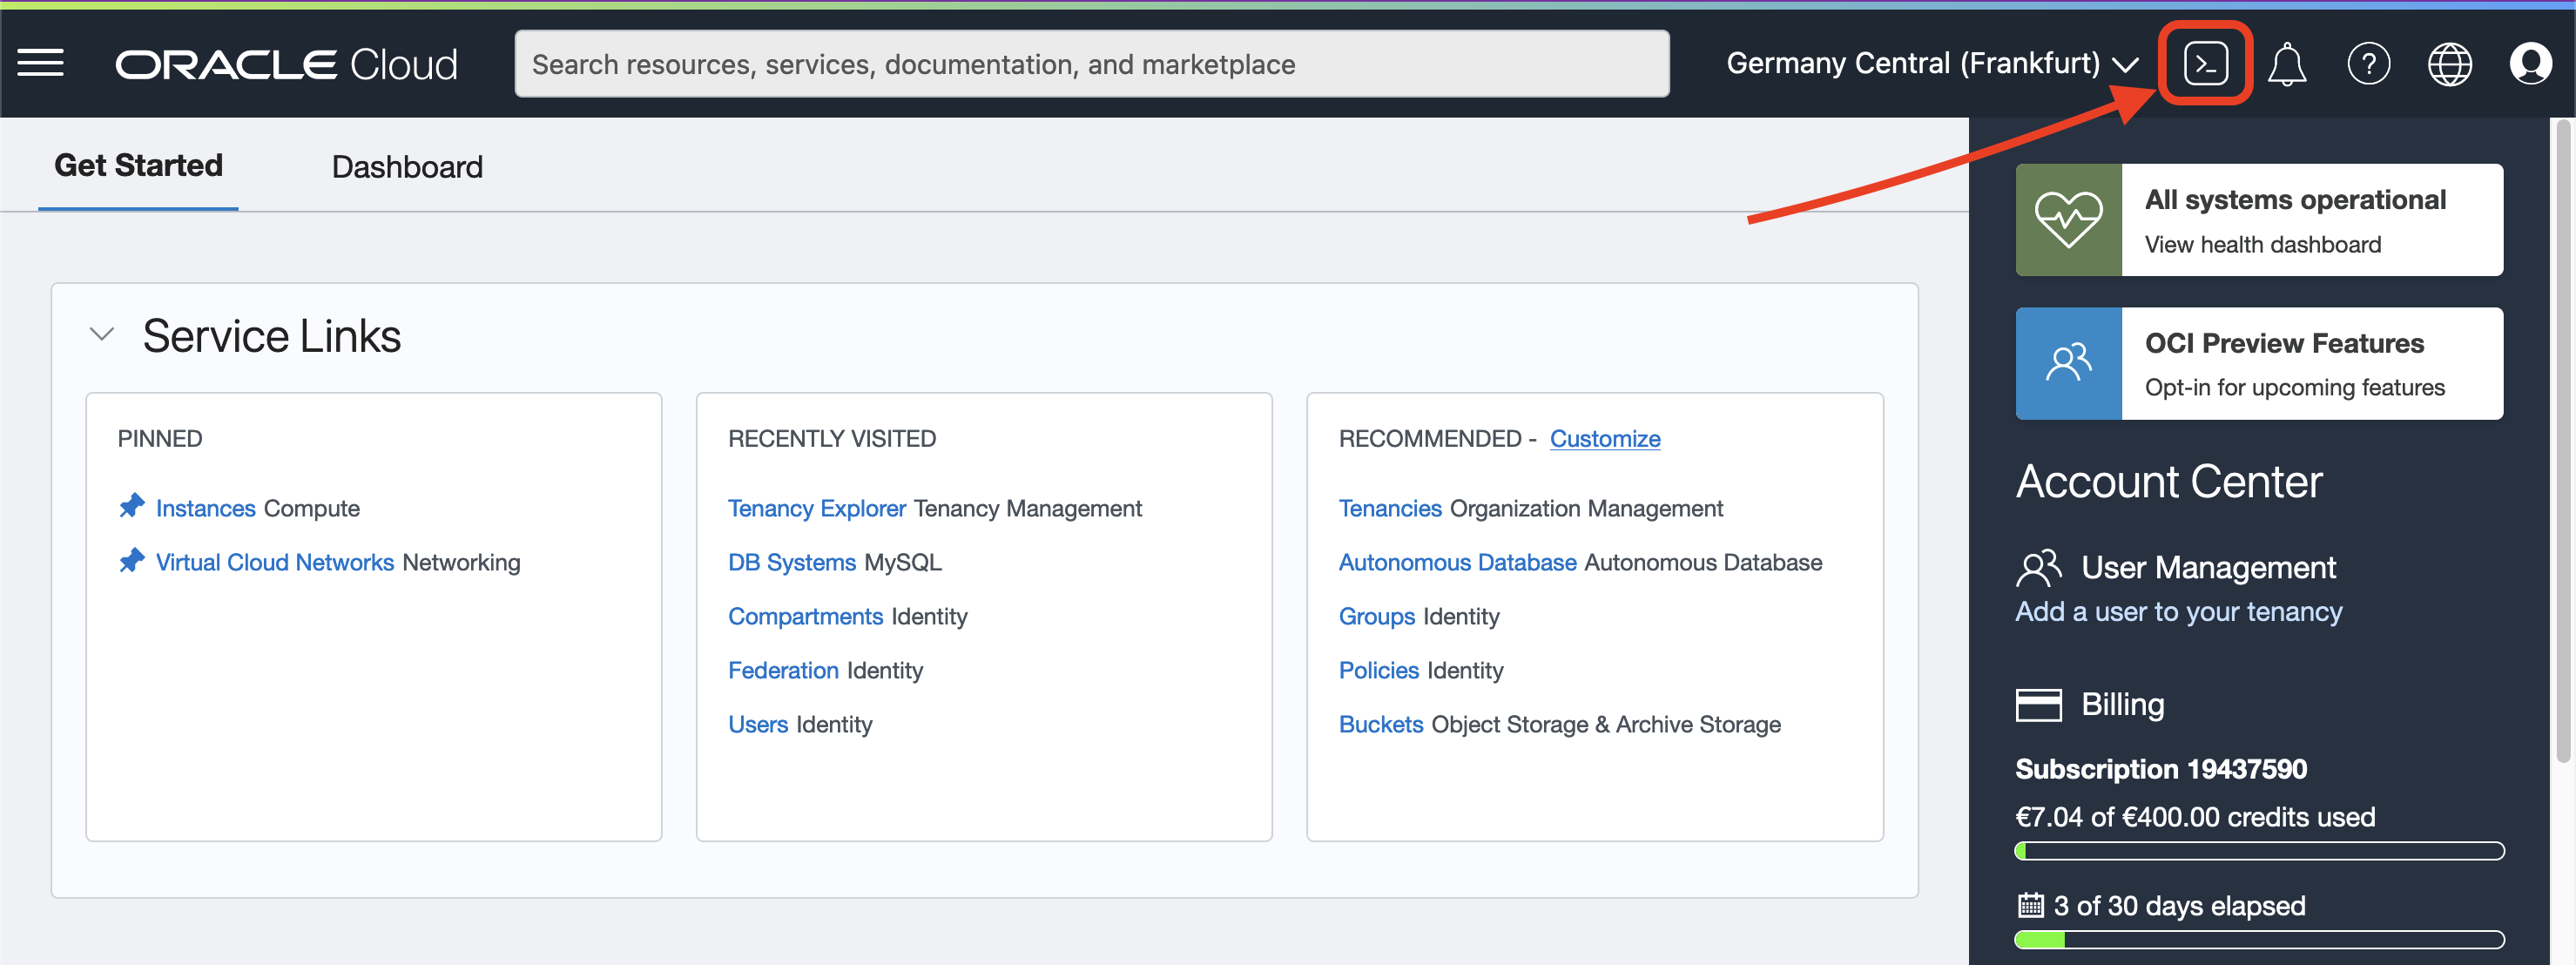 ORACLE Cloud
Search resources, services, documentation, and marketplace
Germany Central (Frankfurt)
Get Started
Dashboard
Service Links
PINNED
Instances Compute
Virtual Cloud Networks Networking
RECENTLY VISITED
Tenancy Explorer Tenancy Management
DB Systems MySQL
Compartments Identity
Federation Identity
Users Identity
RECOMMENDED - Customize
Tenancies Organization Management
Autonomous Database Autonomous Database
Groups Identity
Policies Identity
Buckets Object Storage & Archive Storage
All systems operational
View health dashboard
OCI Preview Features
Opt-in for upcoming features
Account Center
User Management
Add a user to your tenancy
Billing
Subscription 19437590
€7.04 of €400.00 credits used
3 of 30 days elapsed